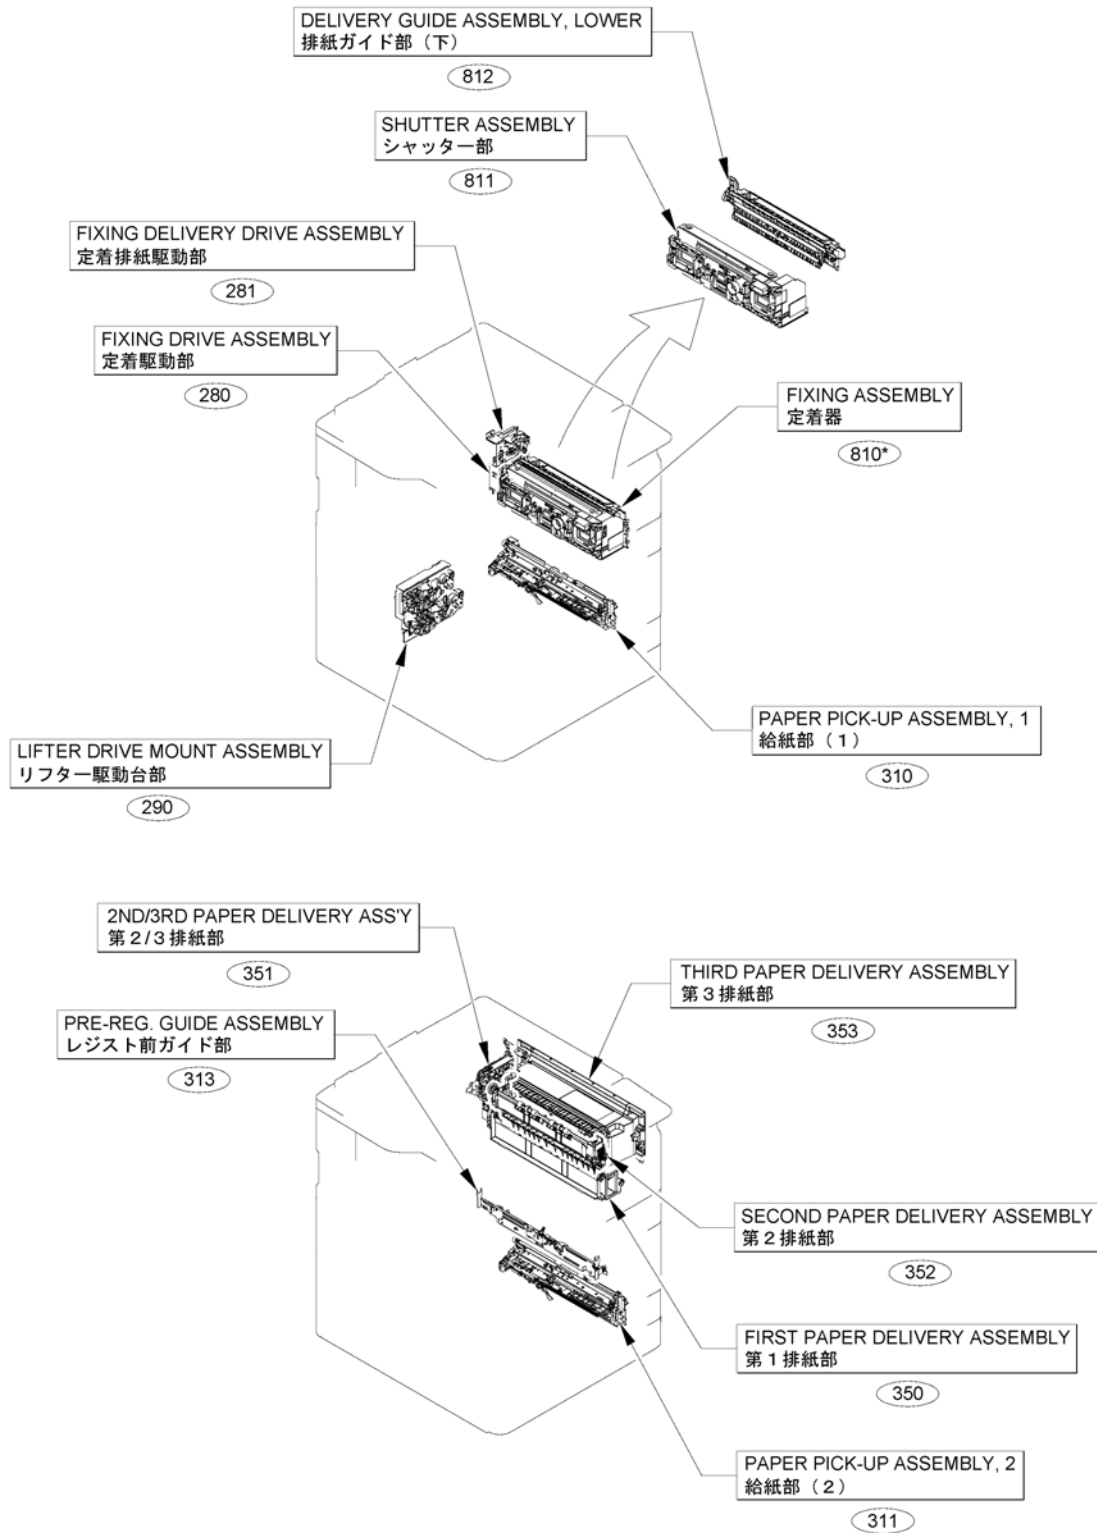 DELIVERY GUIDE ASSEMBLY, LOWER
排紙ガイド部（下）
812
SHUTTER ASSEMBLY
シャッター部
811
FIXING DELIVERY DRIVE ASSEMBLY
定着排紙駆動部
281
FIXING DRIVE ASSEMBLY
定着駆動部
280
FIXING ASSEMBLY
定着器
810*
PAPER PICK-UP ASSEMBLY, 1
給紙部（１）
310
LIFTER DRIVE MOUNT ASSEMBLY
リフター駆動台部
290
2ND/3RD PAPER DELIVERY ASS'Y
第２/３排紙部
351
THIRD PAPER DELIVERY ASSEMBLY
第３排紙部
353
PRE-REG. GUIDE ASSEMBLY
レジスト前ガイド部
313
SECOND PAPER DELIVERY ASSEMBLY
第２排紙部
352
FIRST PAPER DELIVERY ASSEMBLY
第１排紙部
350
PAPER PICK-UP ASSEMBLY, 2
給紙部（２）
311